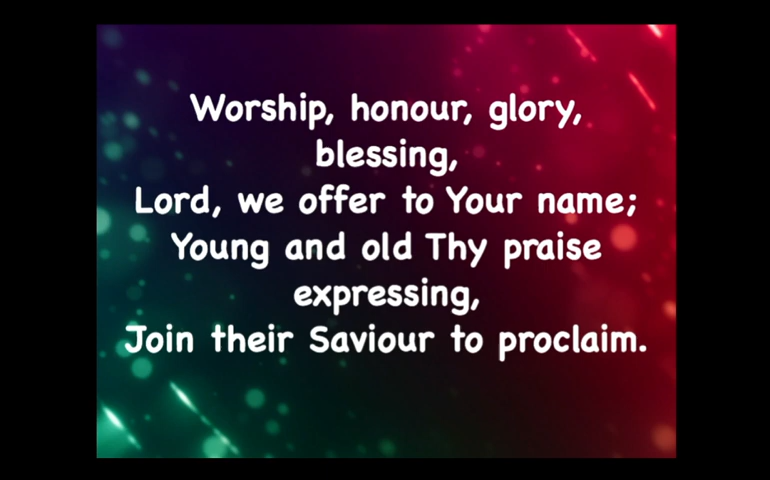 Worship, honour, glory,
blessing,
Lord, we offer to Your name;
Young and old Thy praise
expressing,
Join their Saviour to proclaim.